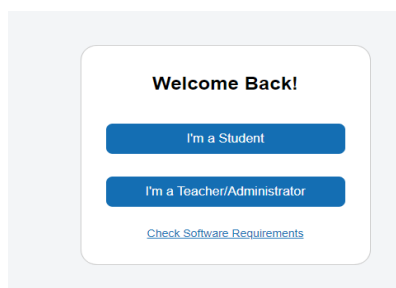 Welcome Back!
I'm a Student
I'm a Teacher/Administrator
Check Software Requirements